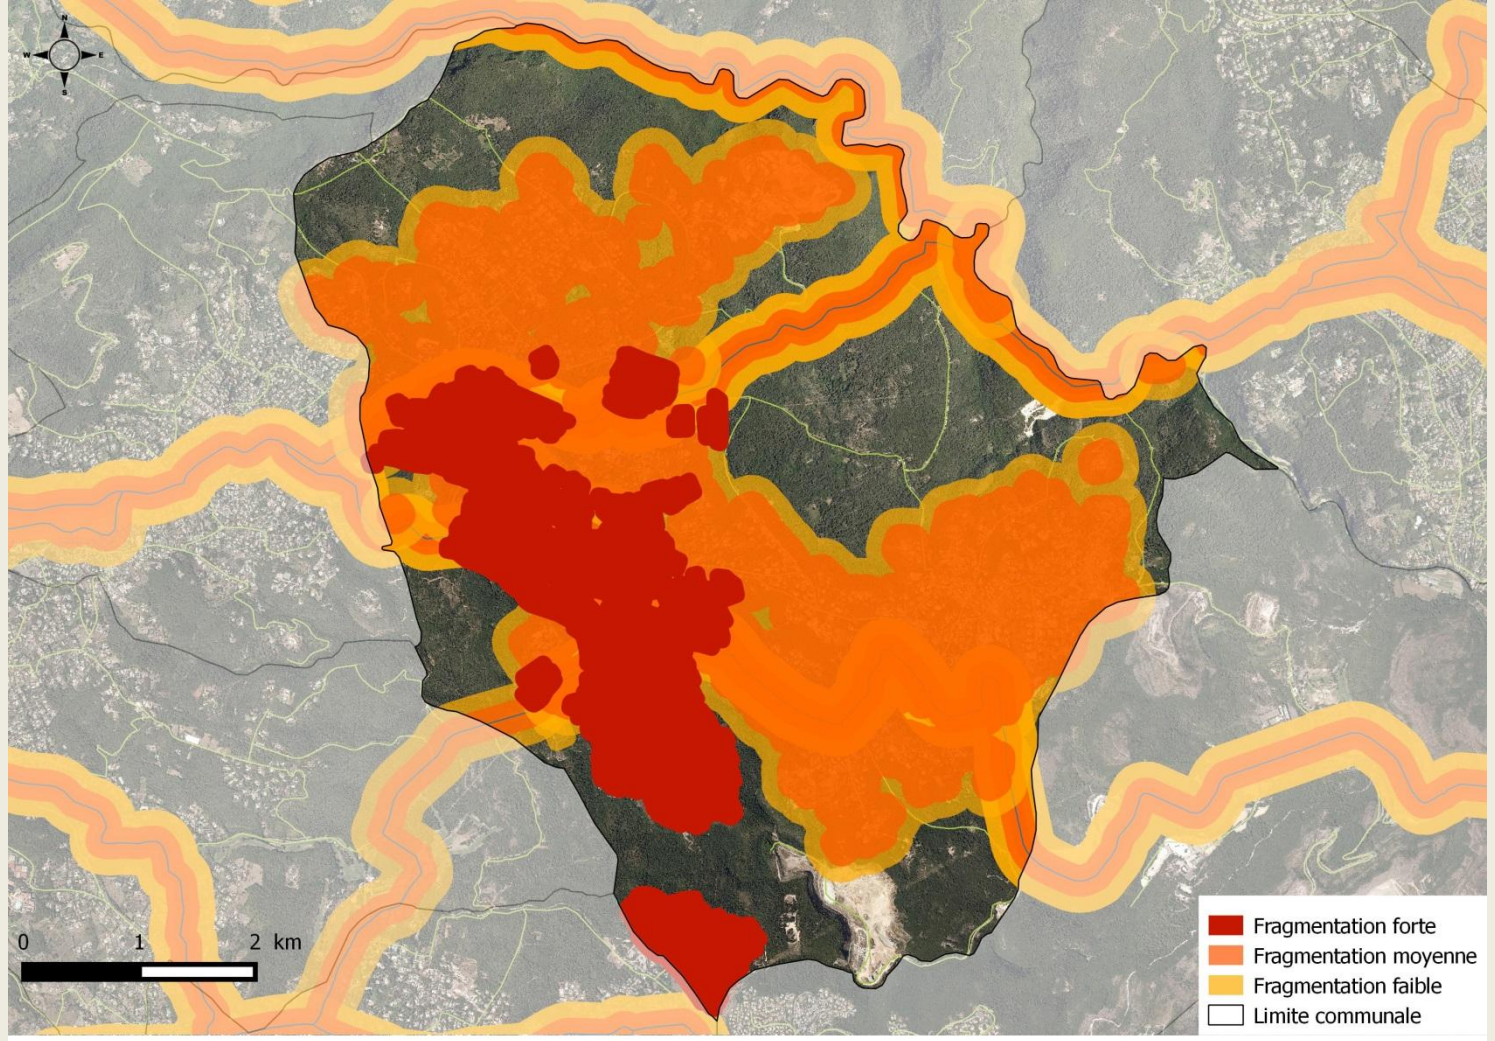 N
W E
S
0 1 2 km
Fragmentation forte
Fragmentation moyenne
Fragmentation faible
Limite communale